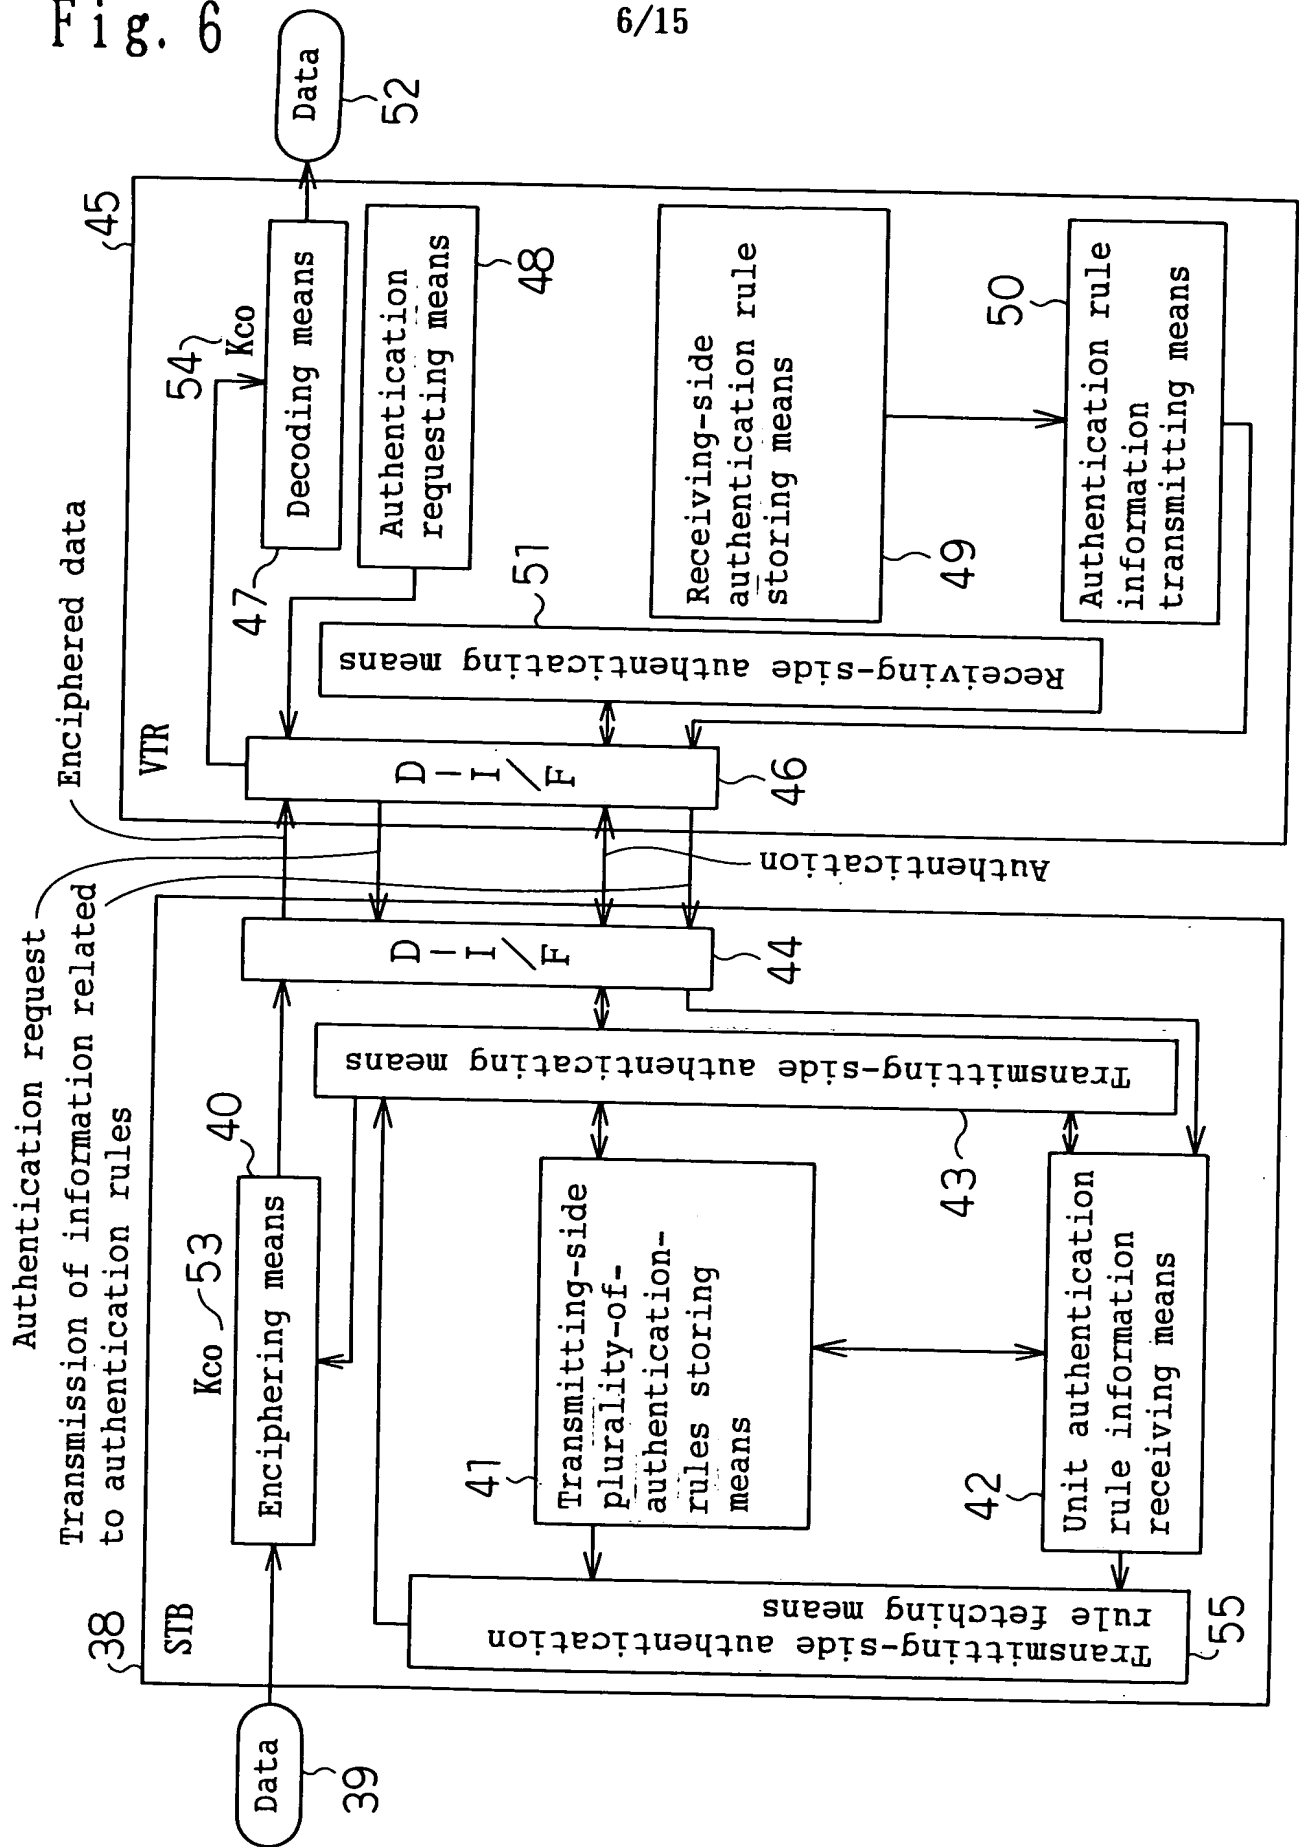 Fig. 6
6/15
Authentication request
Transmission of information related
to authentication rules
Enciphered data
Authentication
38
STB
Data
39
Kco
53
40
Enciphering means
41
Transmitting-side
plurality-of-
authentication-
rules storing
means
42
Unit authentication
rule information
receiving means
Transmitting-side authentication
rule fetching means
55
Transmitting-side authenticating means
43
D-I/F
44
45
VTR
D-I/F
46
54
Kco
47
Decoding means
Authentication
requesting means
48
51
Receiving-side authenticating means
Receiving-side
authentication rule
storing means
49
50
Authentication rule
information
transmitting means
Data
52